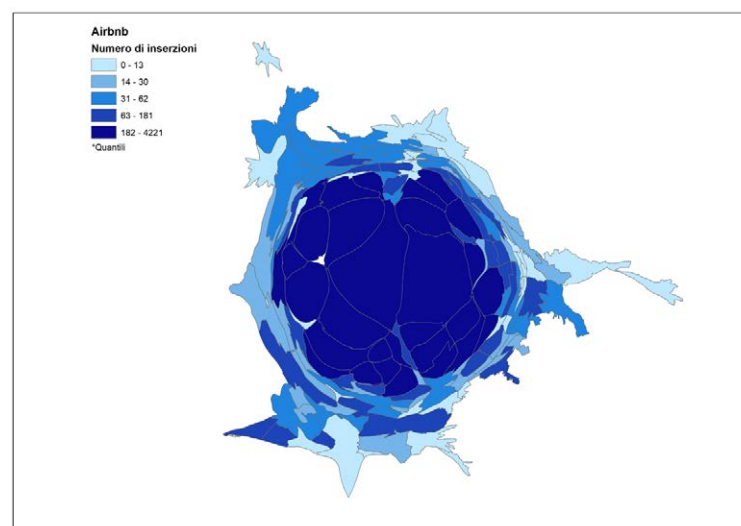 Airbnb
Numero di inserzioni
0 - 13
14 - 30
31 - 62
63 - 181
182 - 4221
*Quantili